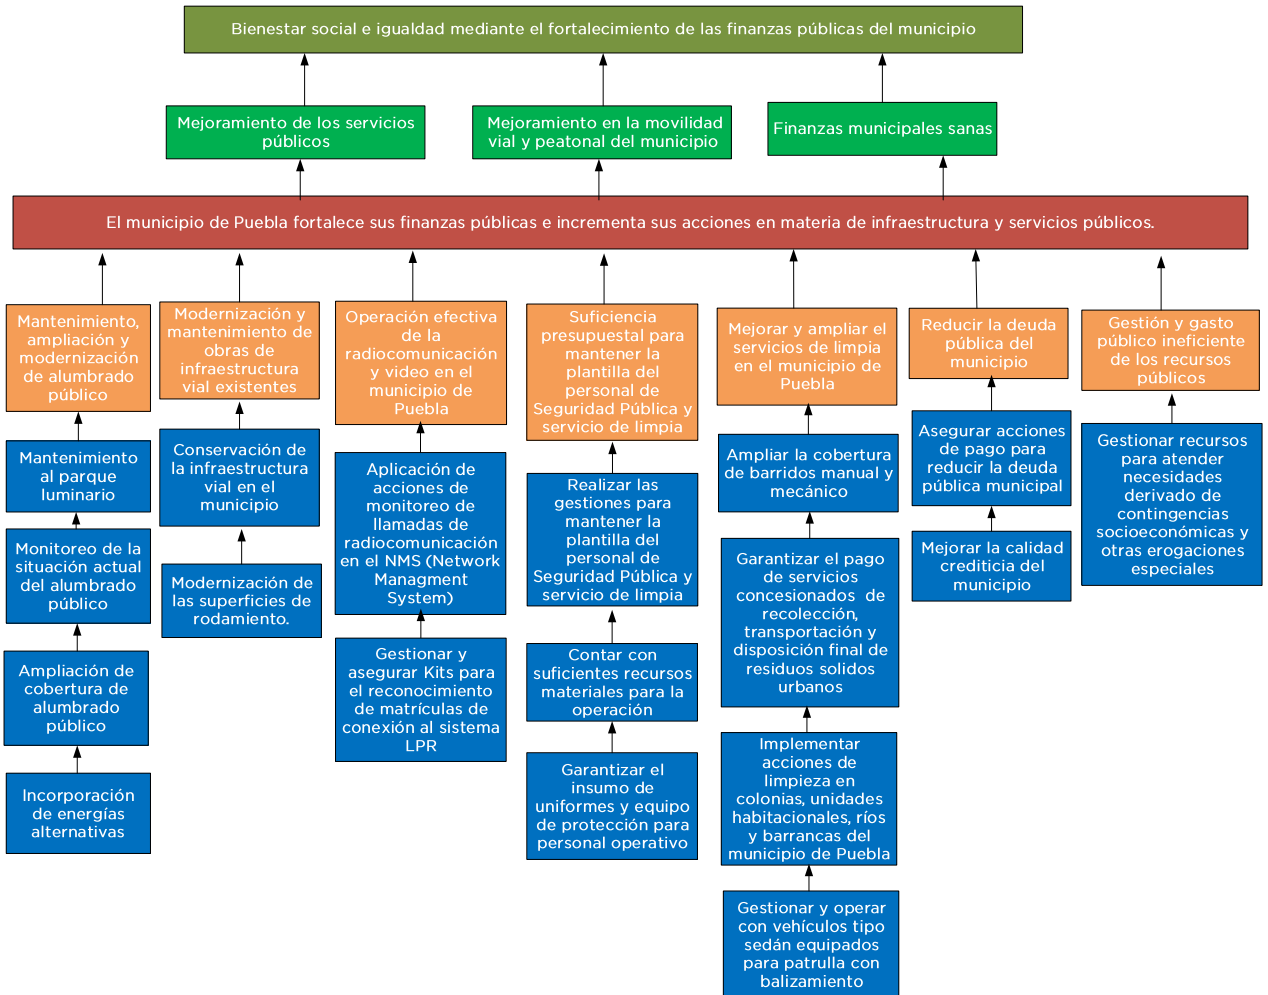 Bienestar social e igualdad mediante el fortalecimiento de las finanzas públicas del municipio
Mejoramiento de los servicios
públicos
Mejoramiento en la movilidad
vial y peatonal del municipio
Finanzas municipales sanas
El municipio de Puebla fortalece sus finanzas públicas e incrementa sus acciones en materia de infraestructura y servicios públicos.
Mantenimiento,
ampliación y
modernización
de alumbrado
público
Mantenimiento
al parque
luminario
Monitoreo de la
situación actual
del alumbrado
público
Ampliación de
cobertura de
alumbrado
público
Incorporación
de energías
alternativas
Modernización y
mantenimiento de
obras de
infraestructura
vial existentes
Conservación de
la infraestructura
vial en el
municipio
Modernización de
las superficies de
rodamiento.
Operación efectiva
de la
radiocomunicación
y video en el
municipio de
Puebla
Aplicación de
acciones de
monitoreo de
llamadas de
radiocomunicación
en el NMS (Network
Managment
System)
Gestionar y
asegurar Kits para
el reconocimiento
de matrículas de
conexión al sistema
LPR
Suficiencia
presupuestal para
mantener la
plantilla del
personal de
Seguridad Pública y
servicio de limpia
Realizar las
gestiones para
mantener la
plantilla del
personal de
Seguridad Pública y
servicio de limpia
Contar con
suficientes recursos
materiales para la
operación
Garantizar el
insumo de
uniformes y equipo
de protección para
personal operativo
Mejorar y ampliar el
servicios de limpia
en el municipio de
Puebla
Ampliar la cobertura
de barridos manual y
mecánico
Garantizar el pago
de servicios
concesionados de
recolección,
transportación y
disposición final de
residuos solidos
urbanos
Implementar
acciones de
limpieza en
colonias, unidades
habitacionales, ríos
y barrancas del
municipio de Puebla
Gestionar y operar
con vehículos tipo
sedán equipados
para patrulla con
balizamiento
Reducir la deuda
pública del
municipio
Asegurar acciones
de pago para
reducir la deuda
pública municipal
Mejorar la calidad
crediticia del
municipio
Gestión y gasto
público ineficiente
de los recursos
públicos
Gestionar recursos
para atender
necesidades
derivado de
contingencias
socioeconómicas y
otras erogaciones
especiales